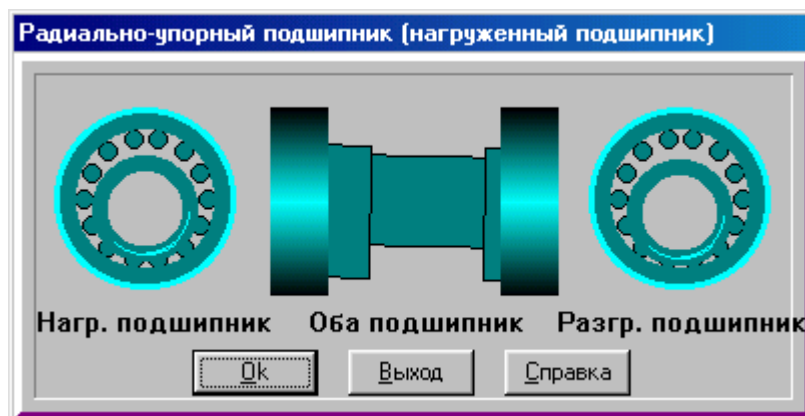 Радиально-упорный подшипник (нагруженный подшипник)
Нагр. подшипник Оба подшипник Разгр. подшипник
Ok Выход Справка